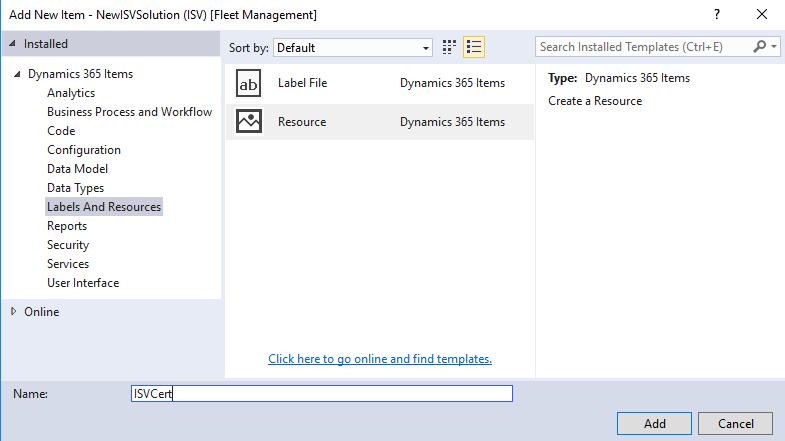 Add New Item - NewISVSolution (ISV) [Fleet Management]
?
Installed
Dynamics 365 Items
Analytics
Business Process and Workflow
Code
Configuration
Data Model
Data Types
Labels And Resources
Reports
Security
Services
User Interface
Online
Sort by: Default
ab Label File Dynamics 365 Items
Resource Dynamics 365 Items
Click here to go online and find templates.
Search Installed Templates (Ctrl+E)
Type: Dynamics 365 Items
Create a Resource
Name: ISVCert
Add Cancel